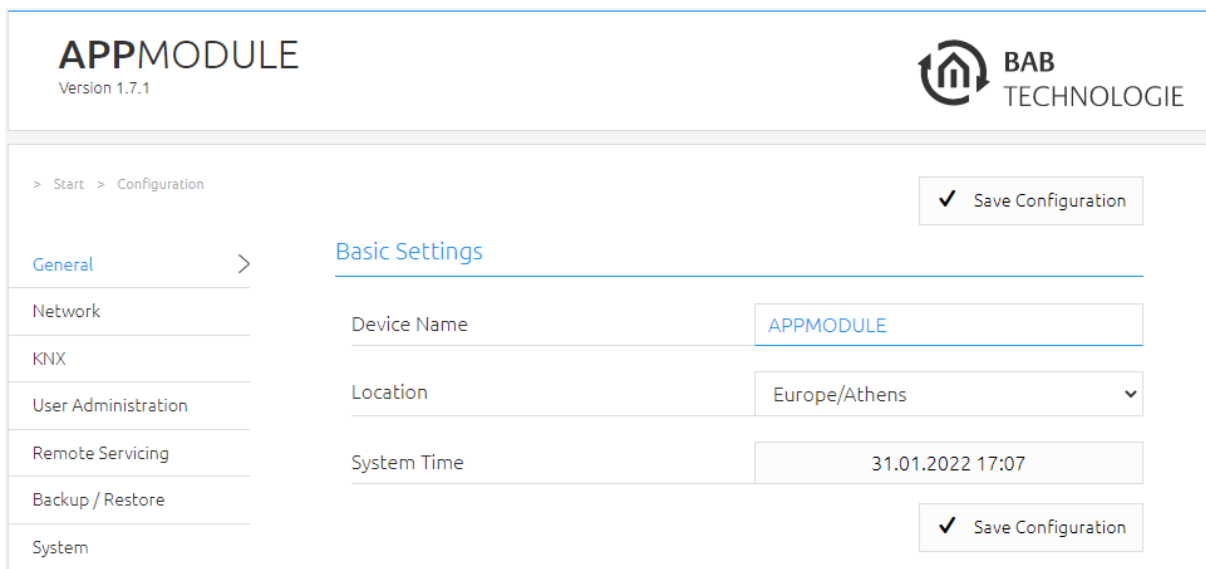 APPMODULE
Version 1.7.1
BAB
TECHNOLOGIE
> Start > Configuration
Save Configuration
General
Network
KNX
User Administration
Remote Servicing
Backup / Restore
System
Basic Settings
Device Name
APPMODULE
Location
Europe/Athens
System Time
31.01.2022 17:07
Save Configuration